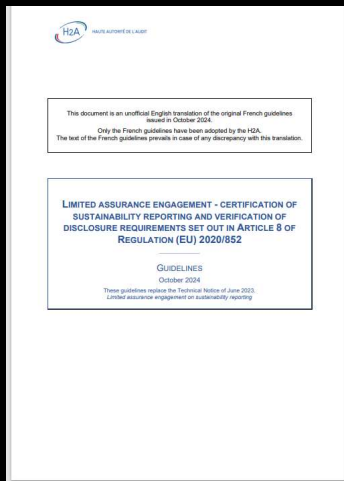 H2A HAUTE AUTORITÉ DE L'AUDIT
This document is an unofficial English translation of the original French guidelines
issued in October 2024.
Only the French guidelines have been adopted by the H2A.
The text of the French guidelines prevails in case of any discrepancy with this translation.
LIMITED ASSURANCE ENGAGEMENT - CERTIFICATION OF
SUSTAINABILITY REPORTING AND VERIFICATION OF
DISCLOSURE REQUIREMENTS SET OUT IN ARTICLE 8 OF
REGULATION (EU) 2020/852
GUIDELINES
October 2024
These guidelines replace the Technical Notice of June 2023.
Limited assurance engagement on sustainability reporting